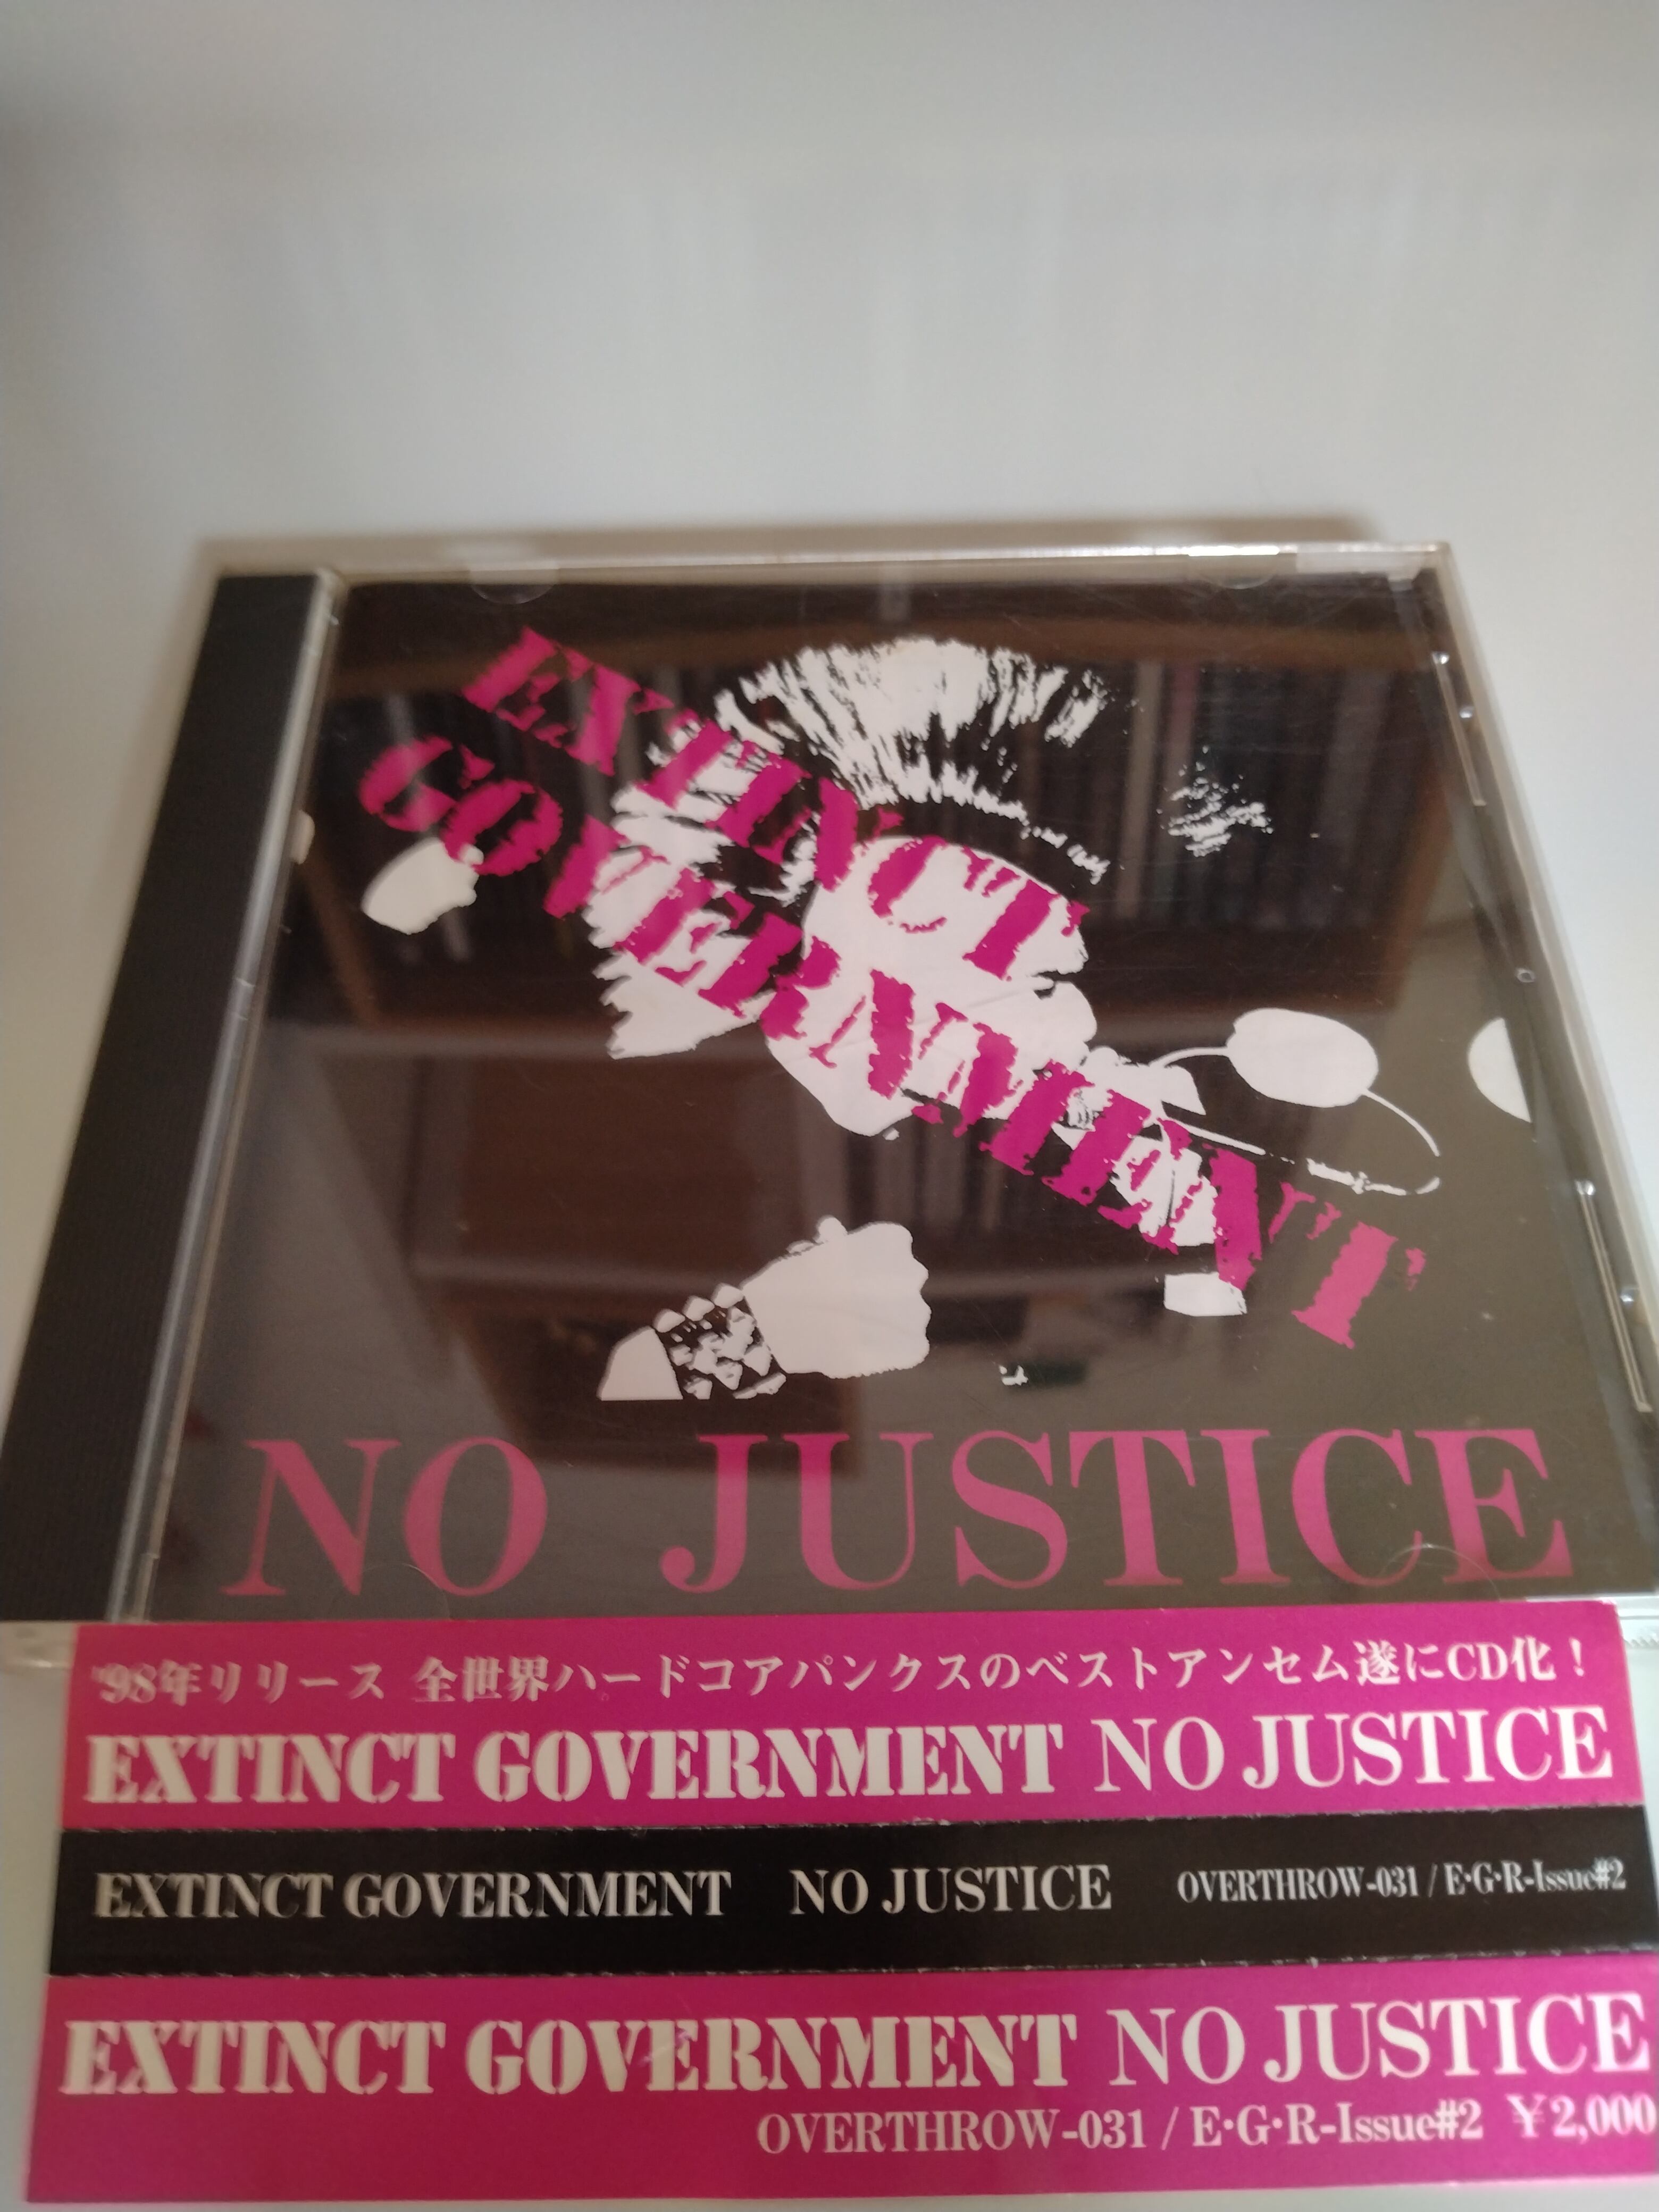 EXTINCT
GOVERNMENT
NO JUSTICE
'98年リリース 全世界ハードコアパンクスのベストアンセム遂にCD化！
EXTINCT GOVERNMENT NO JUSTICE
EXTINCT GOVERNMENT NO JUSTICE OVERTHROW-031 / E・G・R-Issue#2
EXTINCT GOVERNMENT NO JUSTICE
OVERTHROW-031 / E・G・R-Issue#2 ￥2,000